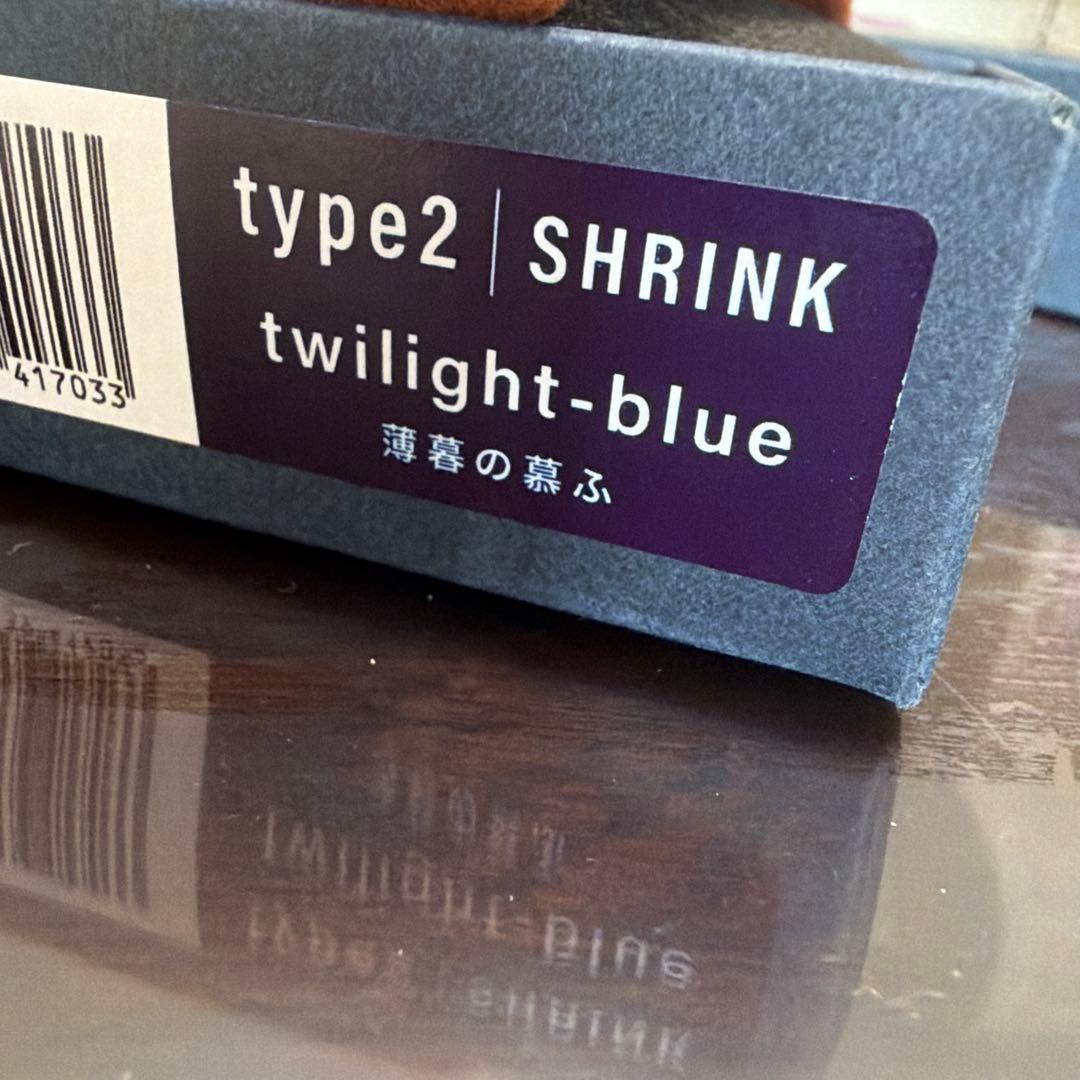 417033
type2 | SHRINK
twilight-blue
薄暮の慕ふ